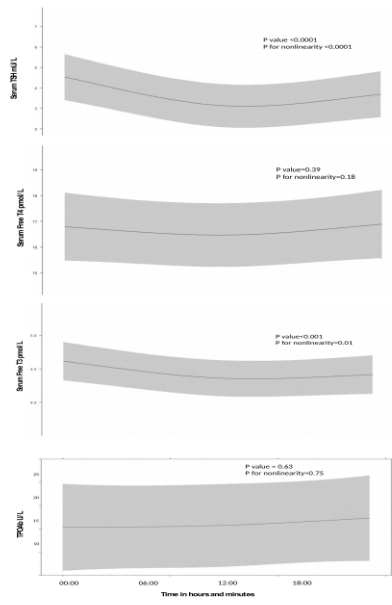 Serum TSH mU/L
P value <0.0001
P for nonlinearity <0.0001
Serum Free T4 pmol/L
P value=0.39
P for nonlinearity=0.18
Serum Free T3 pmol/L
P value<0.001
P for nonlinearity=0.01
TPOAb U/L
P value = 0.63
P for nonlinearity=0.75
00:00 06:00 12:00 18:00
Time in hours and minutes